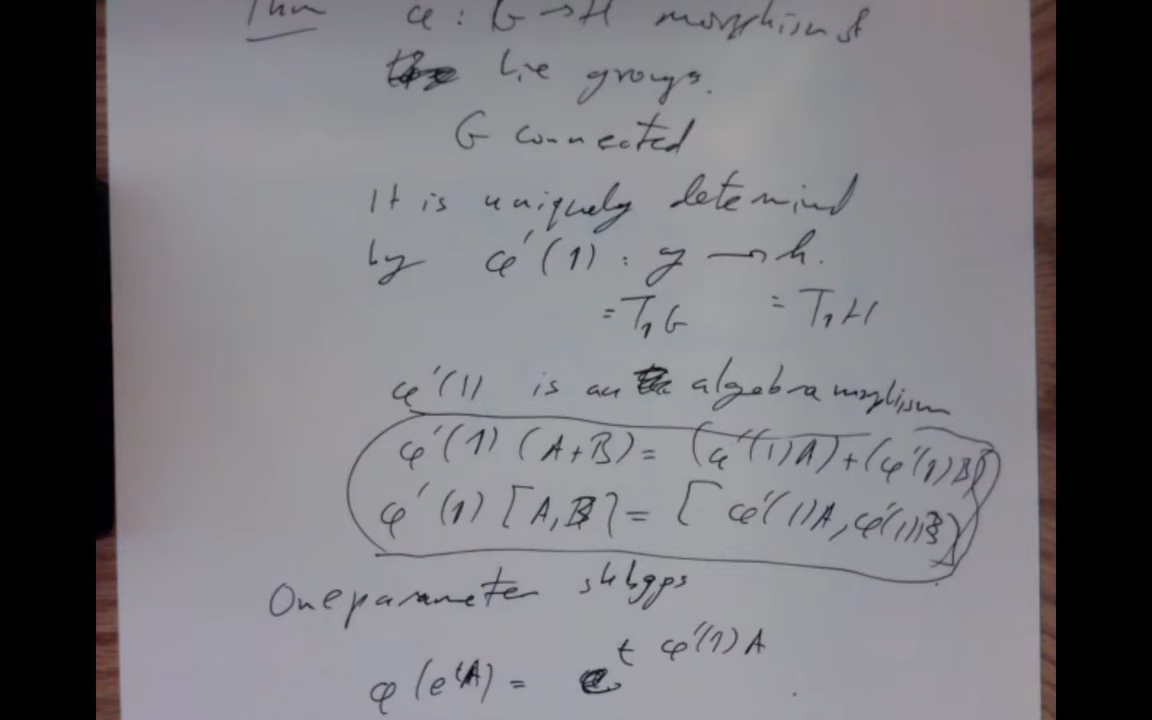 Thm φ : G → H morphism of
Lie groups.
G connected
It is uniquely determind
by φ'(1) : g → h.
= T₁G = T₁H
φ'(1) is an algebra morphism
φ'(1) (A+B) = (φ'(1)A) + (φ'(1)B)
φ'(1) [A,B] = [φ'(1)A, φ'(1)B]
One parameter subgps
φ(e^{tA}) = e^{t φ'(1)A}